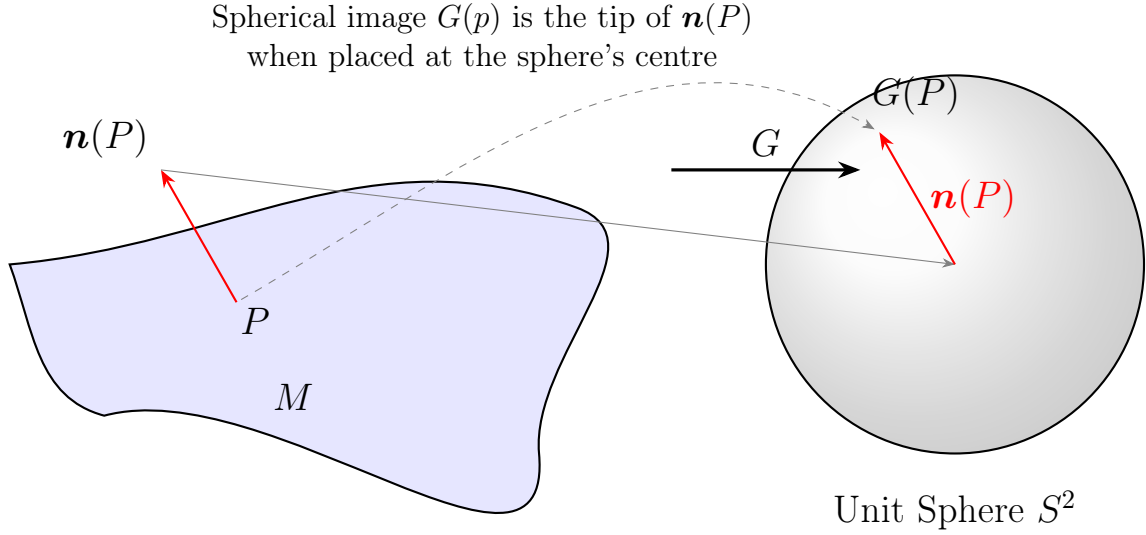 Spherical image G(p) is the tip of n(P)
when placed at the sphere's centre
G(P)
n(P)
G
n(P)
P
M
Unit Sphere S²